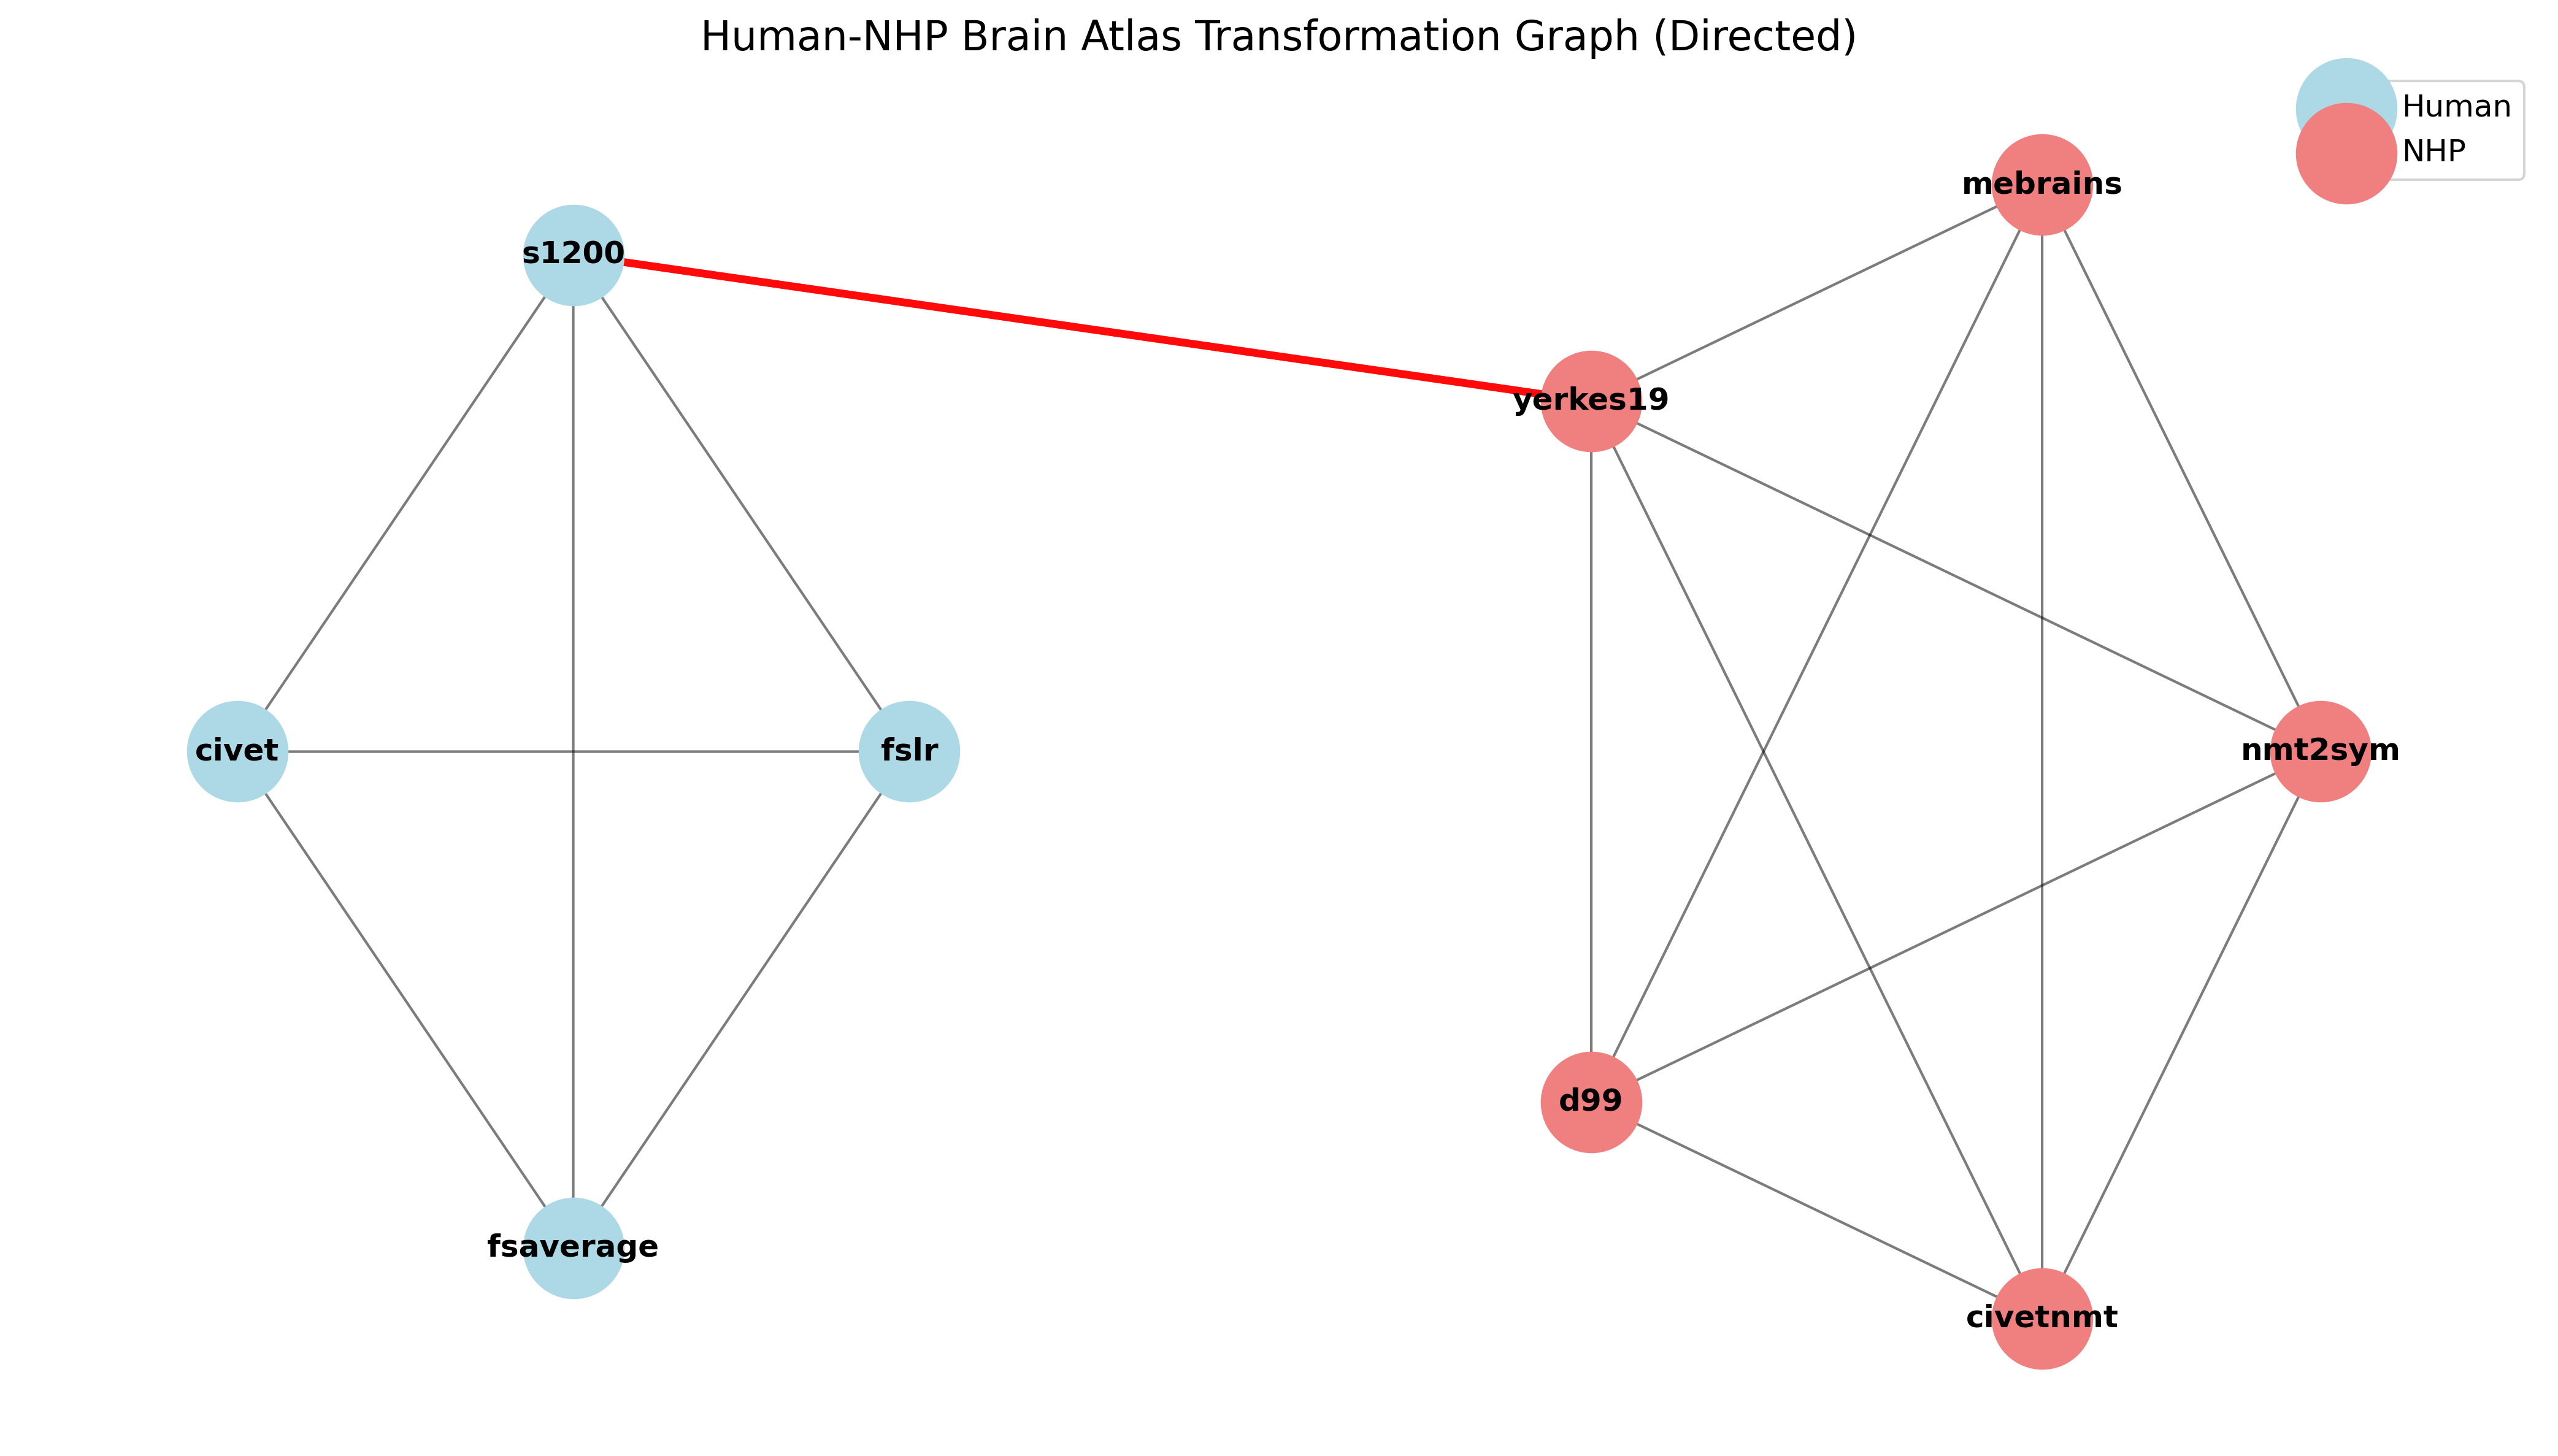 Human-NHP Brain Atlas Transformation Graph (Directed)
Human
NHP
mebrains
s1200
yerkes19
civet
fslr
nmt2sym
d99
fsaverage
civetnmt